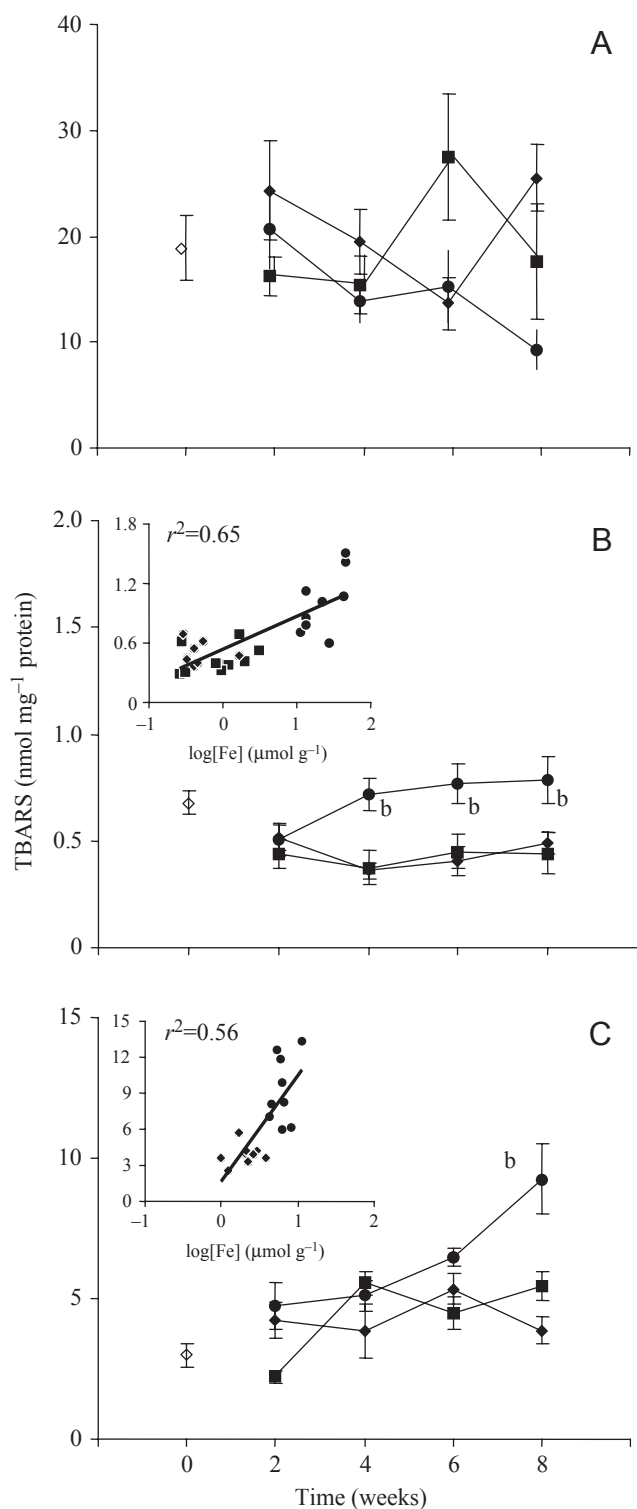 A
40
30
20
10
0
B
2.0
1.5
1.0
0.5
0
1.8
1.2
0.6
0
r²=0.65
–1 0 1 2
log[Fe] (μmol g⁻¹)
b b b
TBARS (nmol mg⁻¹ protein)
C
15
10
5
0
15
12
9
6
3
0
r²=0.56
–1 0 1 2
log[Fe] (μmol g⁻¹)
b
0 2 4 6 8
Time (weeks)